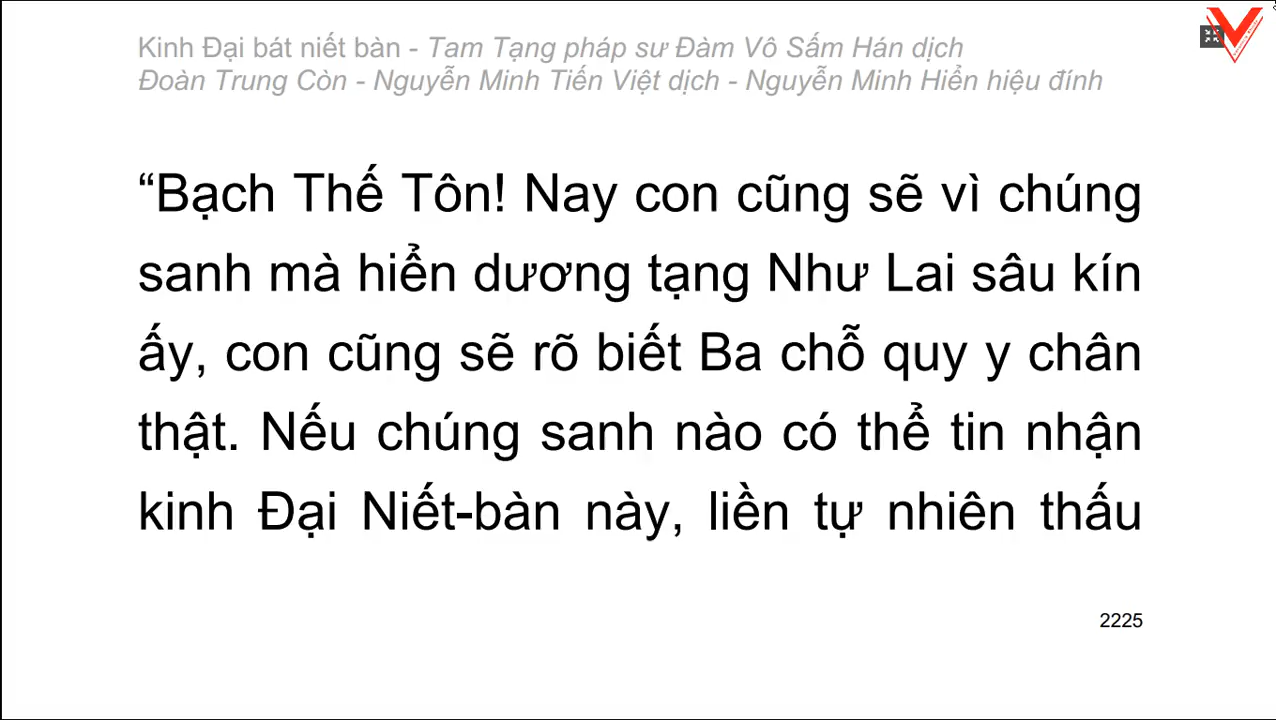 Kinh Đại bát niết bàn - Tam Tạng pháp sư Đàm Vô Sấm Hán dịch
Đoàn Trung Còn - Nguyễn Minh Tiến Việt dịch - Nguyễn Minh Hiển hiệu đính
“Bạch Thế Tôn! Nay con cũng sẽ vì chúng
sanh mà hiển dương tạng Như Lai sâu kín
ấy, con cũng sẽ rõ biết Ba chỗ quy y chân
thật. Nếu chúng sanh nào có thể tin nhận
kinh Đại Niết-bàn này, liền tự nhiên thấu
2225